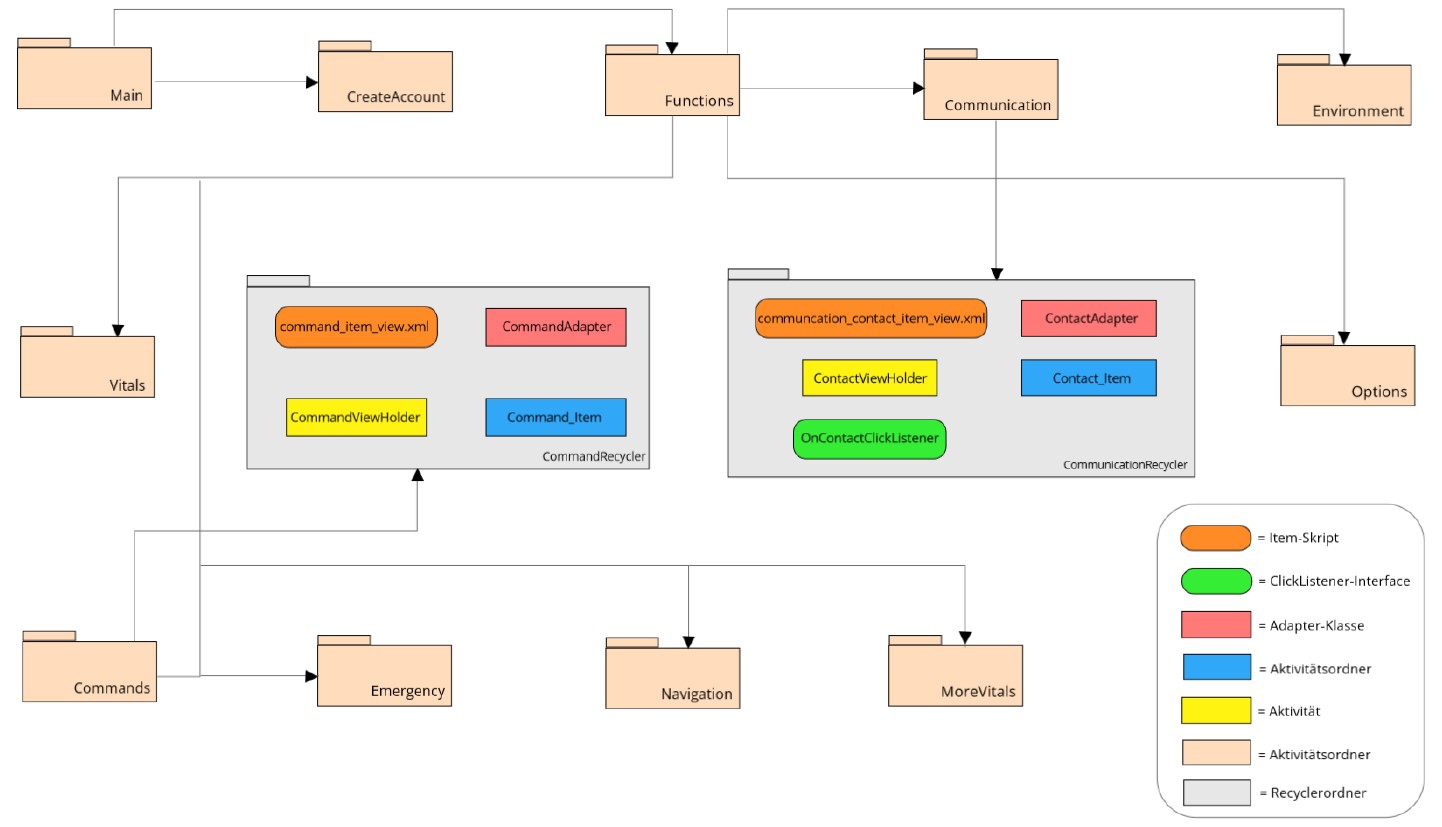 Main
CreateAccount
Functions
Communication
Environment
Vitals
command_item_view.xml
CommandAdapter
CommandViewHolder
Command_Item
CommandRecycler
communcation_contact_item_view.xml
ContactAdapter
ContactViewHolder
Contact_Item
OnContactClickListener
CommunicationRecycler
Options
Commands
Emergency
Navigation
MoreVitals
= Item-Skript
= ClickListener-Interface
= Adapter-Klasse
= Aktivitätsordner
= Aktivität
= Aktivitätsordner
= Recyclerordner